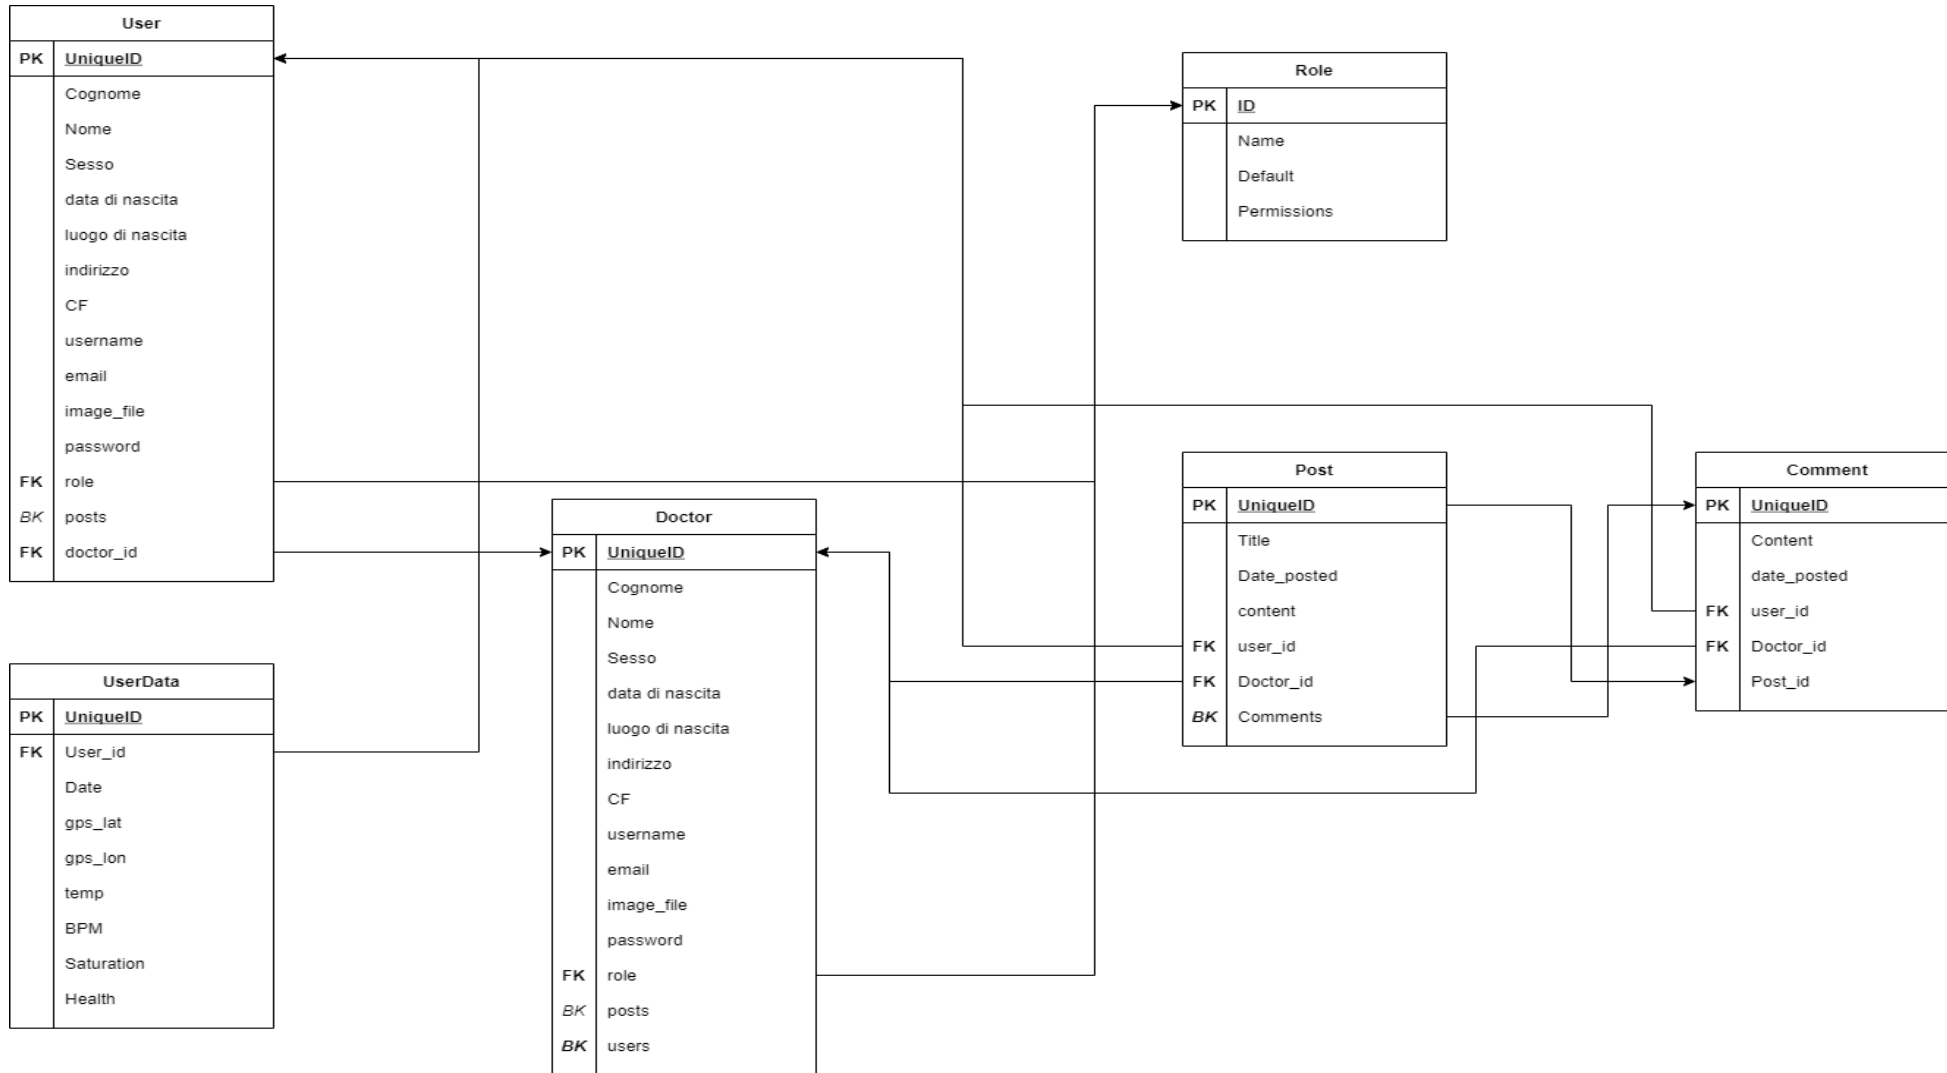 User
PK UniqueID
Cognome
Nome
Sesso
data di nascita
luogo di nascita
indirizzo
CF
username
email
image_file
password
FK role
BK posts
FK doctor_id
UserData
PK UniqueID
FK User_id
Date
gps_lat
gps_lon
temp
BPM
Saturation
Health
Doctor
PK UniqueID
Cognome
Nome
Sesso
data di nascita
luogo di nascita
indirizzo
CF
username
email
image_file
password
FK role
BK posts
BK users
Role
PK ID
Name
Default
Permissions
Post
PK UniqueID
Title
Date_posted
content
FK user_id
FK Doctor_id
BK Comments
Comment
PK UniqueID
Content
date_posted
FK user_id
FK Doctor_id
Post_id